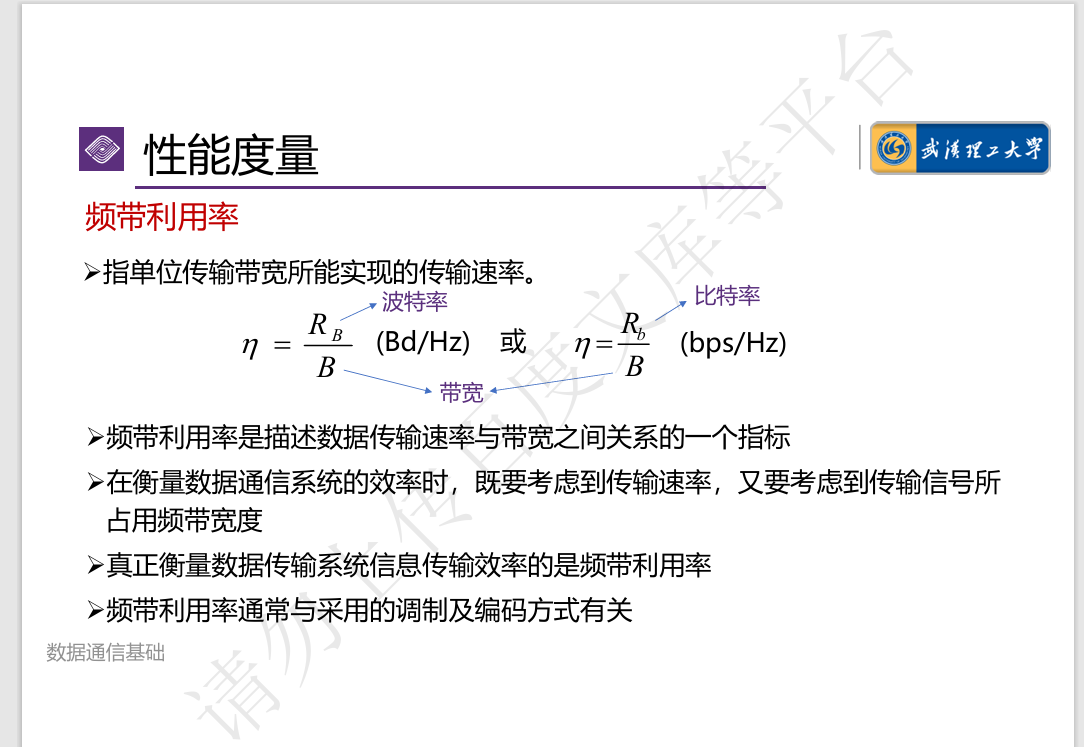 性能度量
武汉理工大学
频带利用率
➢指单位传输带宽所能实现的传输速率。
波特率
比特率
η = R_B / B (Bd/Hz) 或 η = R_b / B (bps/Hz)
带宽
➢频带利用率是描述数据传输速率与带宽之间关系的一个指标
➢在衡量数据通信系统的效率时，既要考虑到传输速率，又要考虑到传输信号所
占用频带宽度
➢真正衡量数据传输系统信息传输效率的是频带利用率
➢频带利用率通常与采用的调制及编码方式有关
数据通信基础
请勿上传百度文库等平台